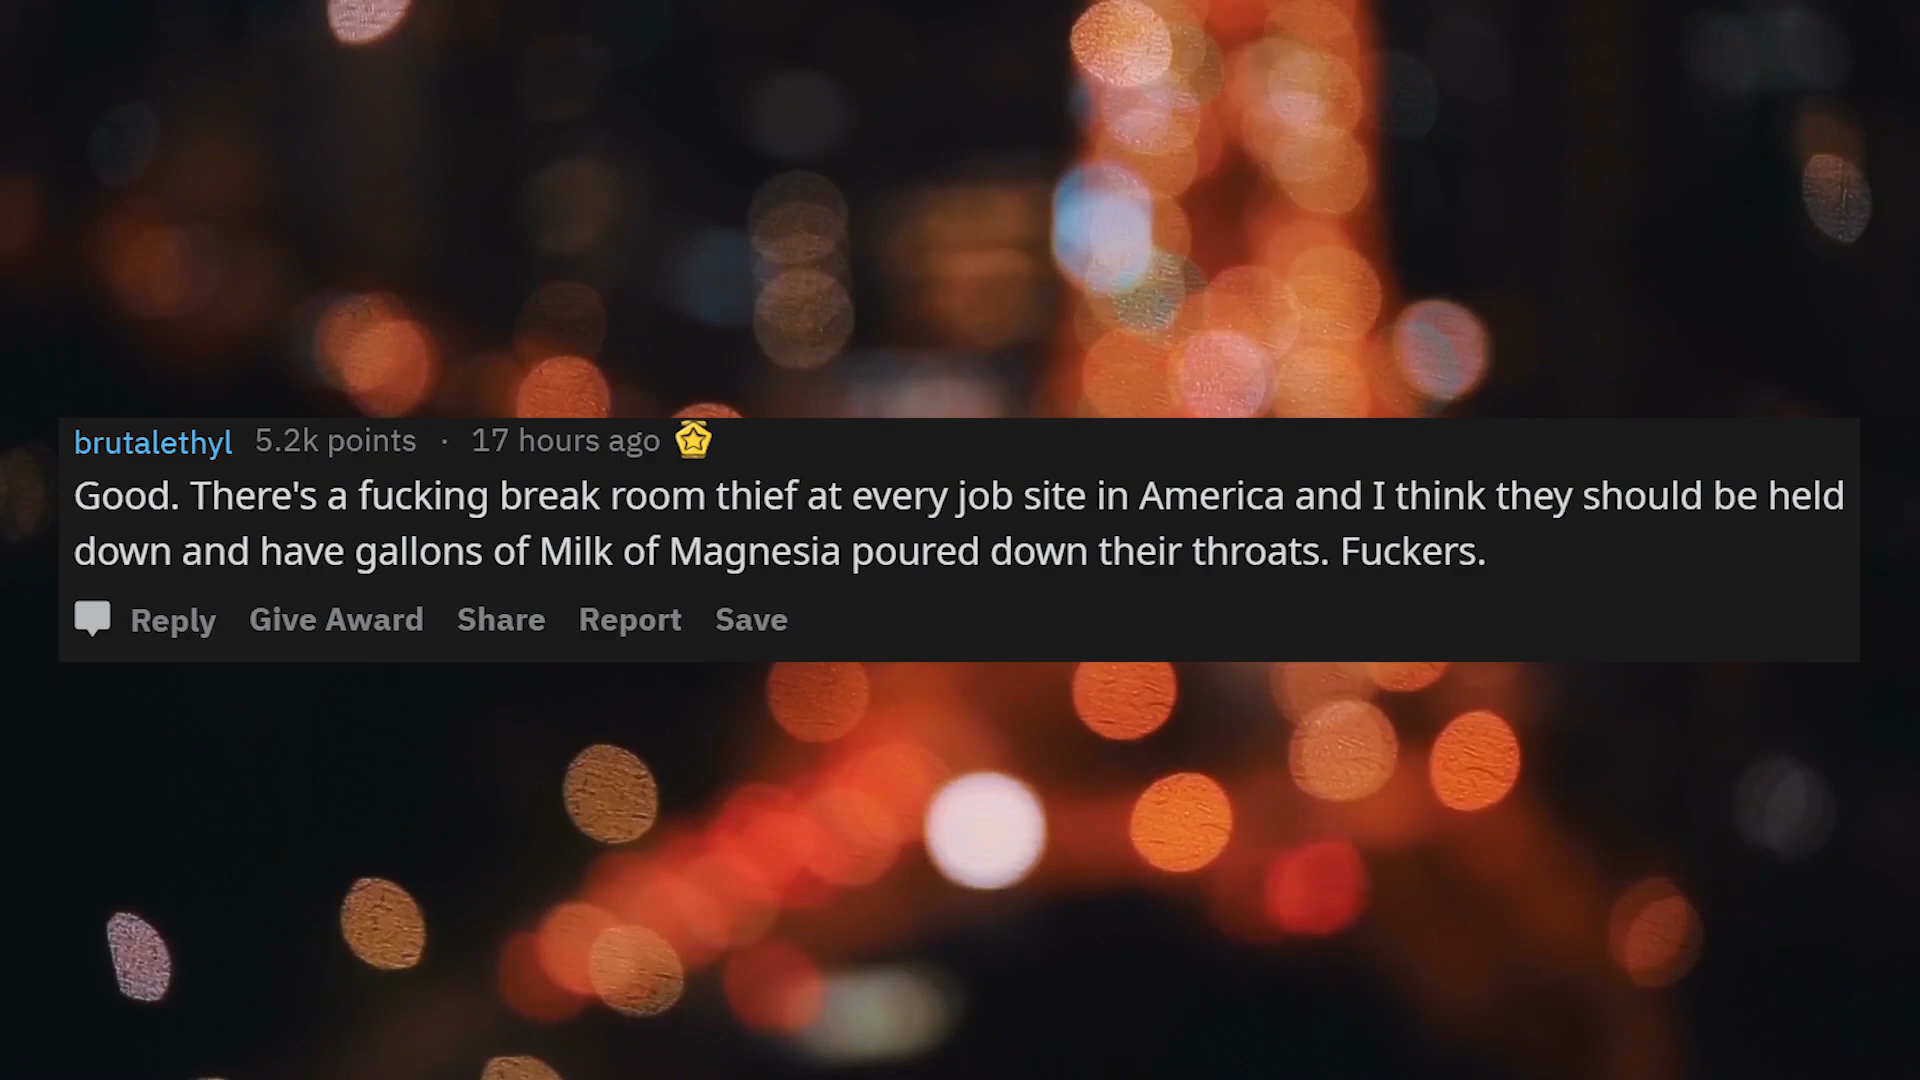 brutalethyl 5.2k points · 17 hours ago
Good. There's a fucking break room thief at every job site in America and I think they should be held
down and have gallons of Milk of Magnesia poured down their throats. Fuckers.
Reply Give Award Share Report Save